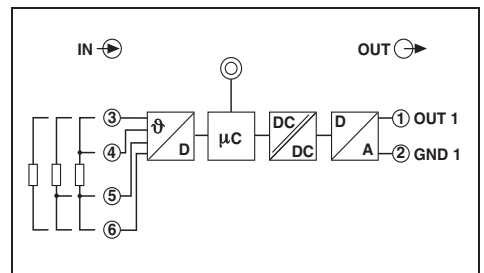 IN OUT
3 ϑ D μC DC DC D A 1 OUT 1
4 2 GND 1
5
6